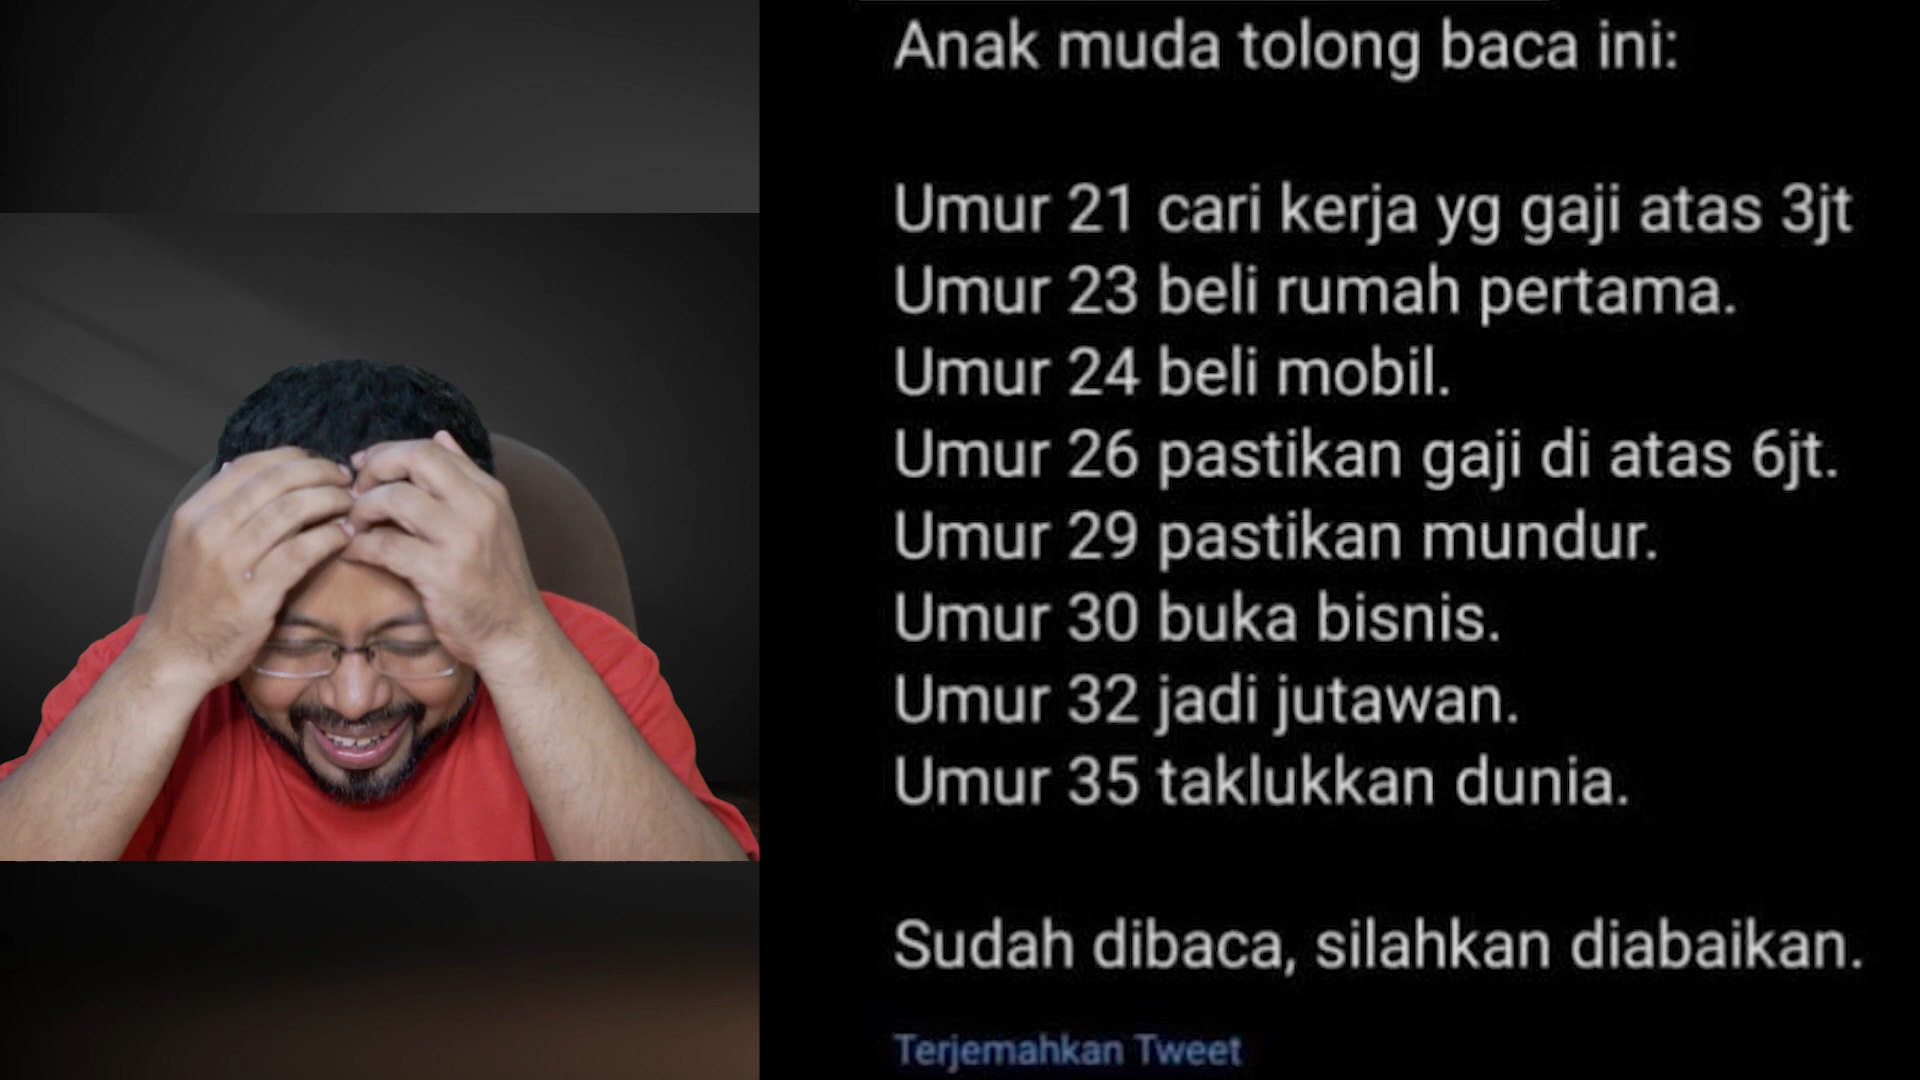 Anak muda tolong baca ini:
Umur 21 cari kerja yg gaji atas 3jt
Umur 23 beli rumah pertama.
Umur 24 beli mobil.
Umur 26 pastikan gaji di atas 6jt.
Umur 29 pastikan mundur.
Umur 30 buka bisnis.
Umur 32 jadi jutawan.
Umur 35 taklukkan dunia.
Sudah dibaca, silahkan diabaikan.
Terjemahkan Tweet